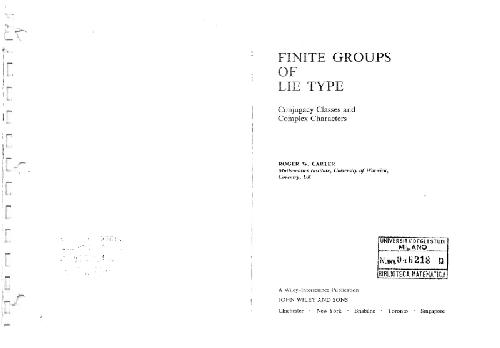 FINITE GROUPS
OF
LIE TYPE
Conjugacy Classes and
Complex Characters
ROGER W. CARTER
Mathematics Institute, University of Warwick,
Coventry, UK
UNIVERSITÀ DEGLI STUDI
MILANO
218
BIBLIOTECA MATEMATICA
A Wiley-Interscience Publication
JOHN WILEY AND SONS
Chichester · New York · Brisbane · Toronto · Singapore